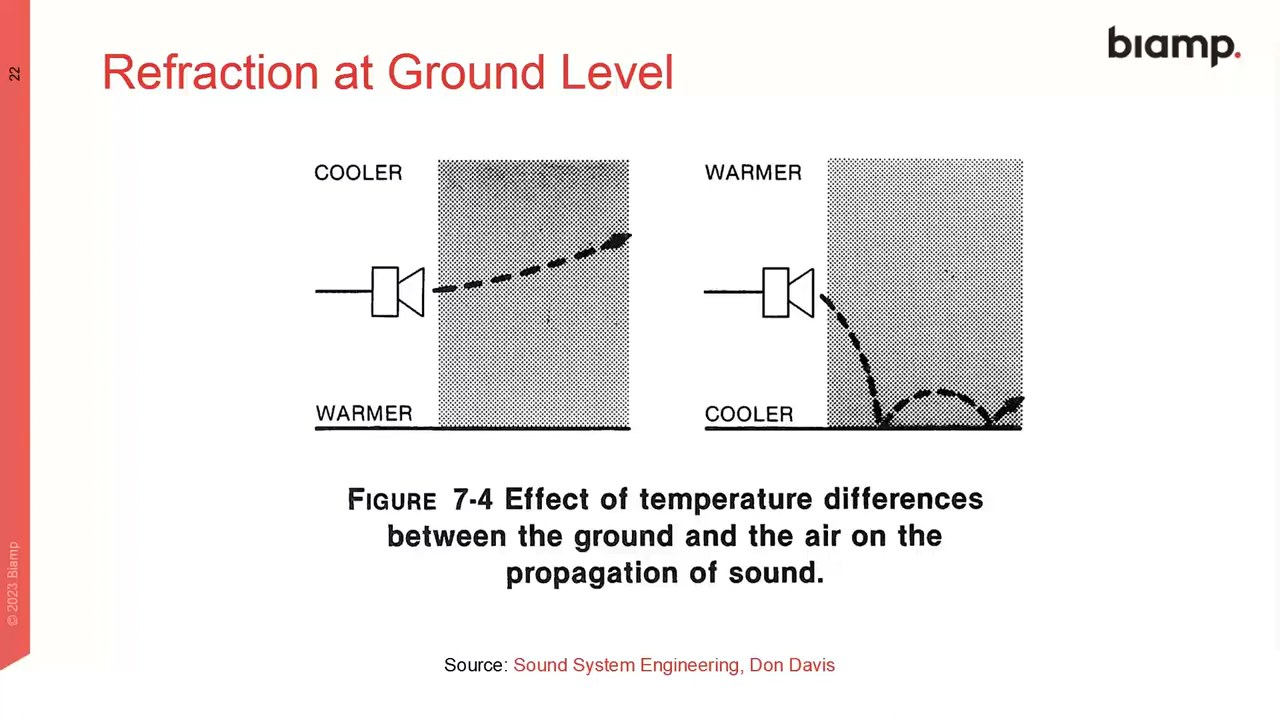 22
Refraction at Ground Level
biamp.
COOLER
WARMER
WARMER
COOLER
FIGURE 7-4 Effect of temperature differences
between the ground and the air on the
propagation of sound.
Source: Sound System Engineering, Don Davis
© 2023 Biamp